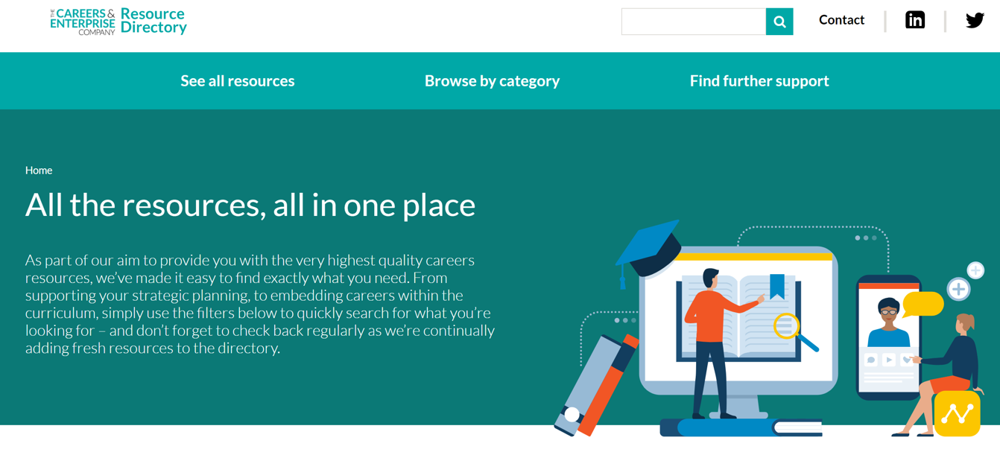 THE CAREERS &
ENTERPRISE
COMPANY
Resource
Directory
Contact
in
See all resources
Browse by category
Find further support
Home
All the resources, all in one place
As part of our aim to provide you with the very highest quality careers
resources, we’ve made it easy to find exactly what you need. From
supporting your strategic planning, to embedding careers within the
curriculum, simply use the filters below to quickly search for what you’re
looking for – and don’t forget to check back regularly as we’re continually
adding fresh resources to the directory.